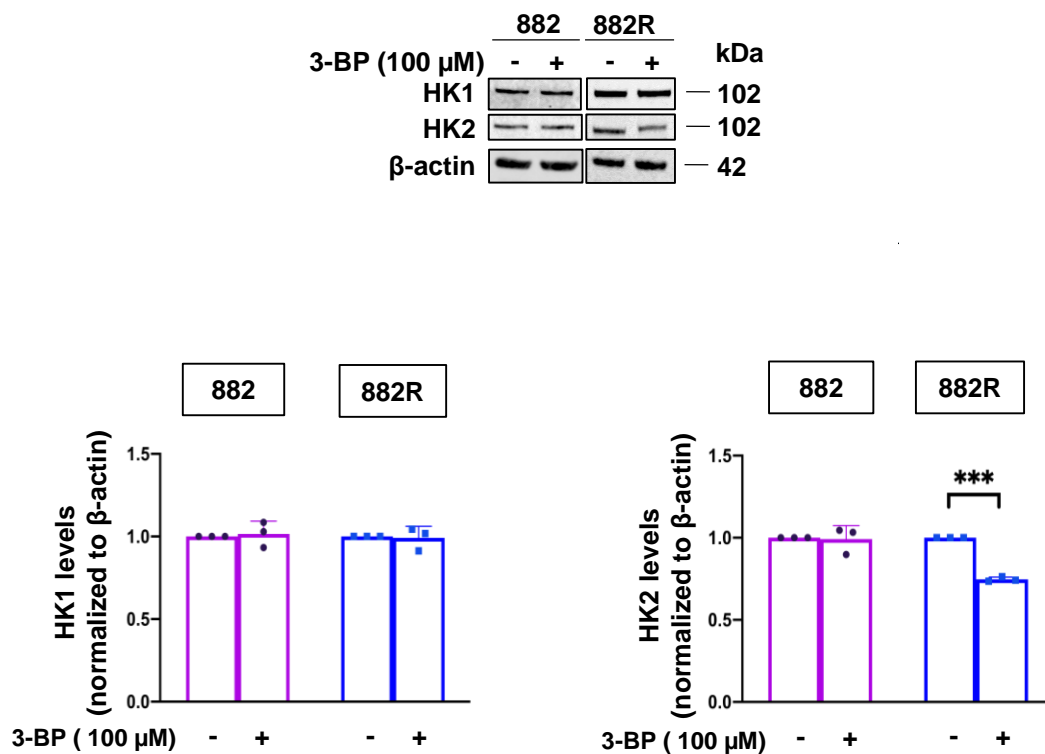 882 882R
kDa
3-BP (100 µM) - + - +
HK1 102
HK2 102
β-actin 42
882 882R
HK1 levels
(normalized to β-actin)
1.5
1.0
0.5
0.0
3-BP ( 100 µM) - + - +
882 882R
HK2 levels
(normalized to β-actin)
1.5
1.0
0.5
0.0
***
3-BP ( 100 µM) - + - +